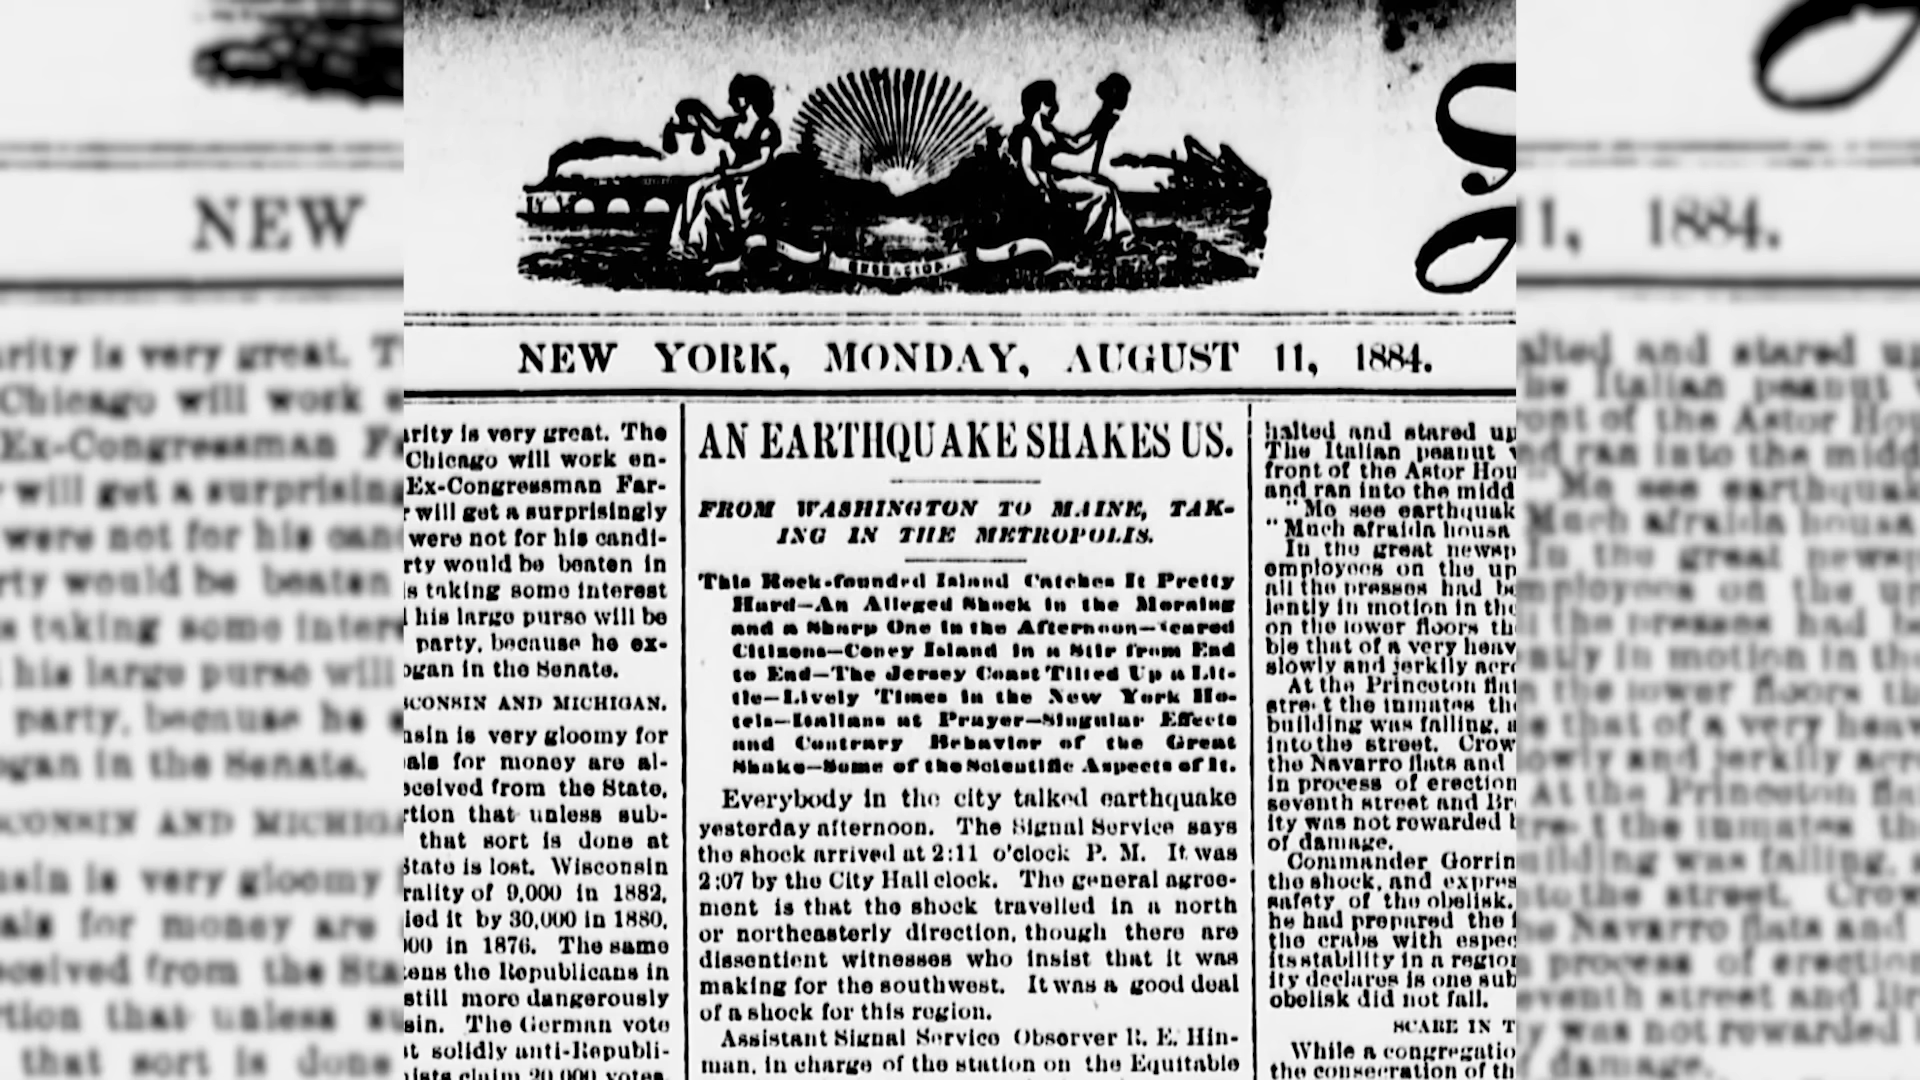 NEW YORK, MONDAY, AUGUST 11, 1884.
rity is very great. The
Chicago will work en-
Ex-Congressman Far-
will get a surprisingly
were not for his candi-
rty would be beaten in
s taking some interest
his large purse will be
party, because he ex-
ogan in the Senate.
SCONSIN AND MICHIGAN.
nsin is very gloomy for
als for money are al-
eceived from the State,
rtion that unless sub-
that sort is done at
State is lost. Wisconsin
rality of 9,000 in 1882,
ied it by 30,000 in 1880,
000 in 1876. The same
tens the Republicans in
still more dangerously
sin. The German vote
t solidly anti-Republi-
ists claim 20,000 votes.
AN EARTHQUAKE SHAKES US.
FROM WASHINGTON TO MAINE, TAK-
ING IN THE METROPOLIS.
This Rock-founded Island Catches It Pretty
Hard—An Alleged Shock in the Morning
and a Sharp One in the Afternoon—Scared
Citizens—Coney Island in a Stir from End
to End—The Jersey Coast Tilted Up a Lit-
tle—Lively Times in the New York Ho-
tels—Italians at Prayer—Singular Effects
and Contrary Behavior of the Great
Shake—Some of the Scientific Aspects of It.
Everybody in the city talked earthquake
yesterday afternoon. The Signal Service says
the shock arrived at 2:11 o'clock P. M. It was
2:07 by the City Hall clock. The general agree-
ment is that the shock travelled in a north
or northeasterly direction, though there are
dissentient witnesses who insist that it was
making for the southwest. It was a good deal
of a shock for this region.
Assistant Signal Service Observer R. E. Hin-
man, in charge of the station on the Equitable
halted and stared up
The Italian peanut v
front of the Astor Hou
and ran into the midd
"Me see earthquak
"Much afraida housa
In the great newsp
employees on the up
all the presses had be
lently in motion in the
on the lower floors th
ble that of a very heav
slowly and jerkily acro
At the Princeton flat
street the inmates th
building was falling, a
into the street. Crow
the Navarro flats and
in process of erection
seventh street and Br
ity was not rewarded b
of damage.
Commander Gorrin
the shock, and expres
safety of the obelisk.
he had prepared the f
the crabs with espec
its stability in a region
ity declares is one sub
obelisk did not fall.
SCARE IN T
While a congregatio
the consecration of th